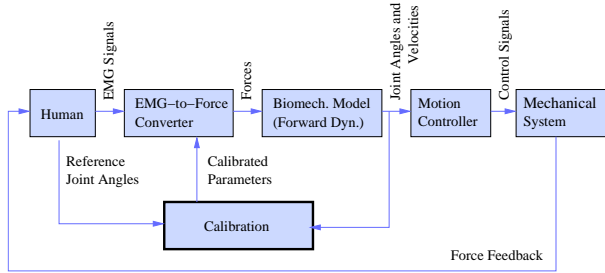 EMG Signals
Forces
Joint Angles and
Velocities
Control Signals
Human
EMG−to−Force
Converter
Biomech. Model
(Forward Dyn.)
Motion
Controller
Mechanical
System
Reference
Joint Angles
Calibrated
Parameters
Calibration
Force Feedback